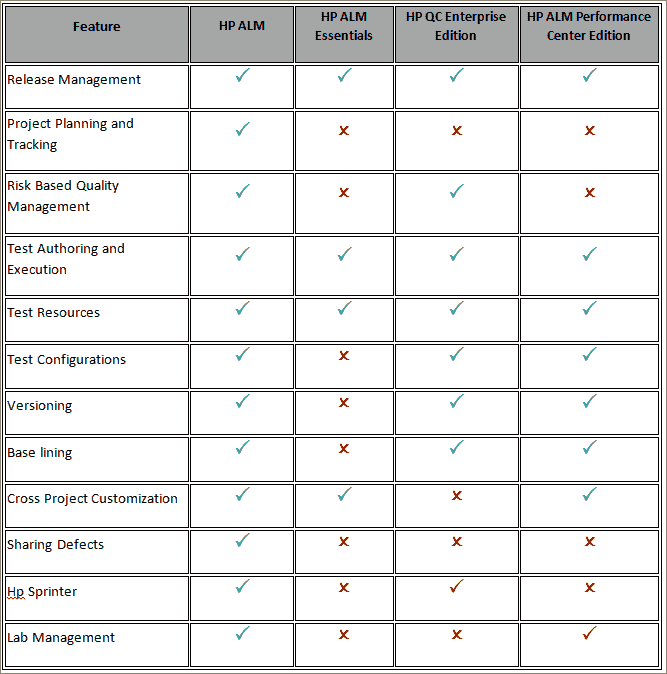 Feature
HP ALM
HP ALM
Essentials
HP QC Enterprise
Edition
HP ALM Performance
Center Edition
Release Management
✓ ✓ ✓ ✓
Project Planning and
Tracking
✓ ✗ ✗ ✗
Risk Based Quality
Management
✓ ✗ ✓ ✗
Test Authoring and
Execution
✓ ✓ ✓ ✓
Test Resources
✓ ✓ ✓ ✓
Test Configurations
✓ ✗ ✓ ✓
Versioning
✓ ✗ ✓ ✓
Base lining
✓ ✗ ✓ ✓
Cross Project Customization
✓ ✓ ✗ ✓
Sharing Defects
✓ ✗ ✗ ✗
Hp Sprinter
✓ ✗ ✓ ✗
Lab Management
✓ ✗ ✗ ✓